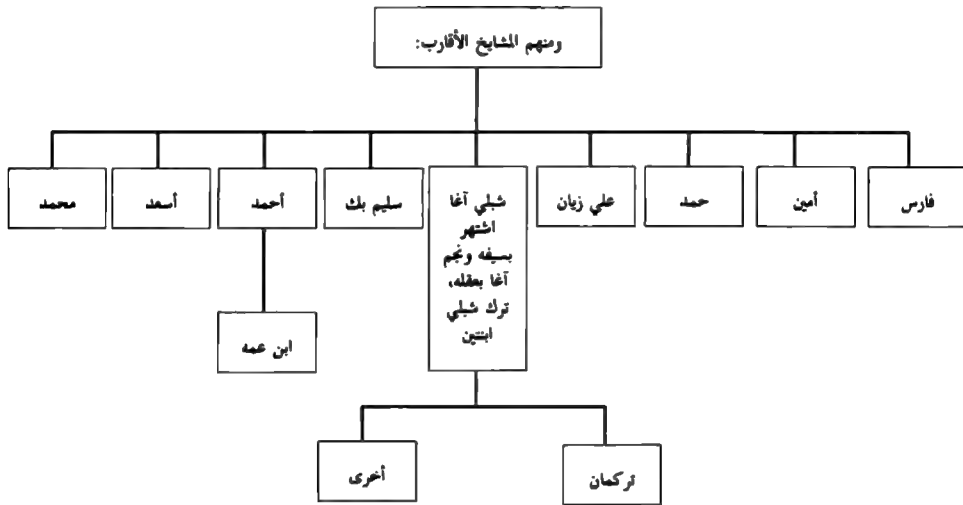 ومنهم المشايخ الأقارب:
فارس
أمين
حمد
علي زيان
شبلي آغا
اشتهر
بسيفه ونجم
آغا بعقله،
ترك شبلي
ابنتين
سليم بك
أحمد
أسعد
محمد
ابن عمه
تركمان
أخرى